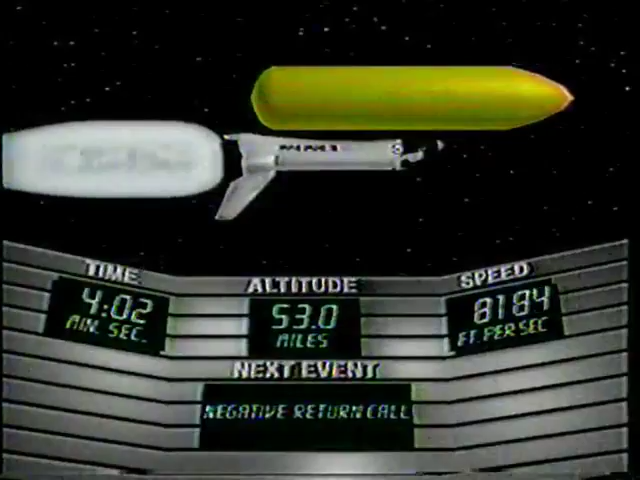 TIME
4:02
MIN. SEC.
ALTITUDE
53.0
MILES
SPEED
8184
FT. PER SEC
NEXT EVENT
NEGATIVE RETURN CALL